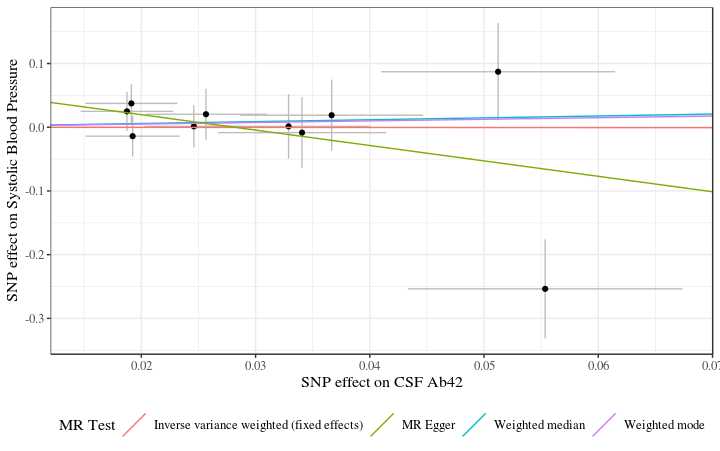 SNP effect on Systolic Blood Pressure
0.1
0.0
-0.1
-0.2
-0.3
0.02 0.03 0.04 0.05 0.06 0.07
SNP effect on CSF Ab42
MR Test Inverse variance weighted (fixed effects) MR Egger Weighted median Weighted mode